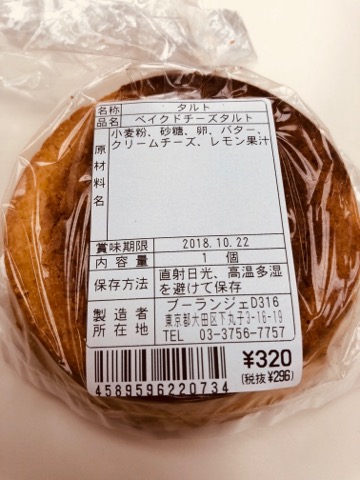 名称 タルト
品名 ベイクドチーズタルト
原材料名 小麦粉、砂糖、卵、バター、
クリームチーズ、レモン果汁
賞味期限 2018.10.22
内容量 1 個
保存方法 直射日光、高温多湿
を避けて保存
製造者 ブーランジェD316
所在地 東京都大田区下丸子3-16-19
TEL 03-3756-7757
¥320
(税抜¥296)
4589596220734